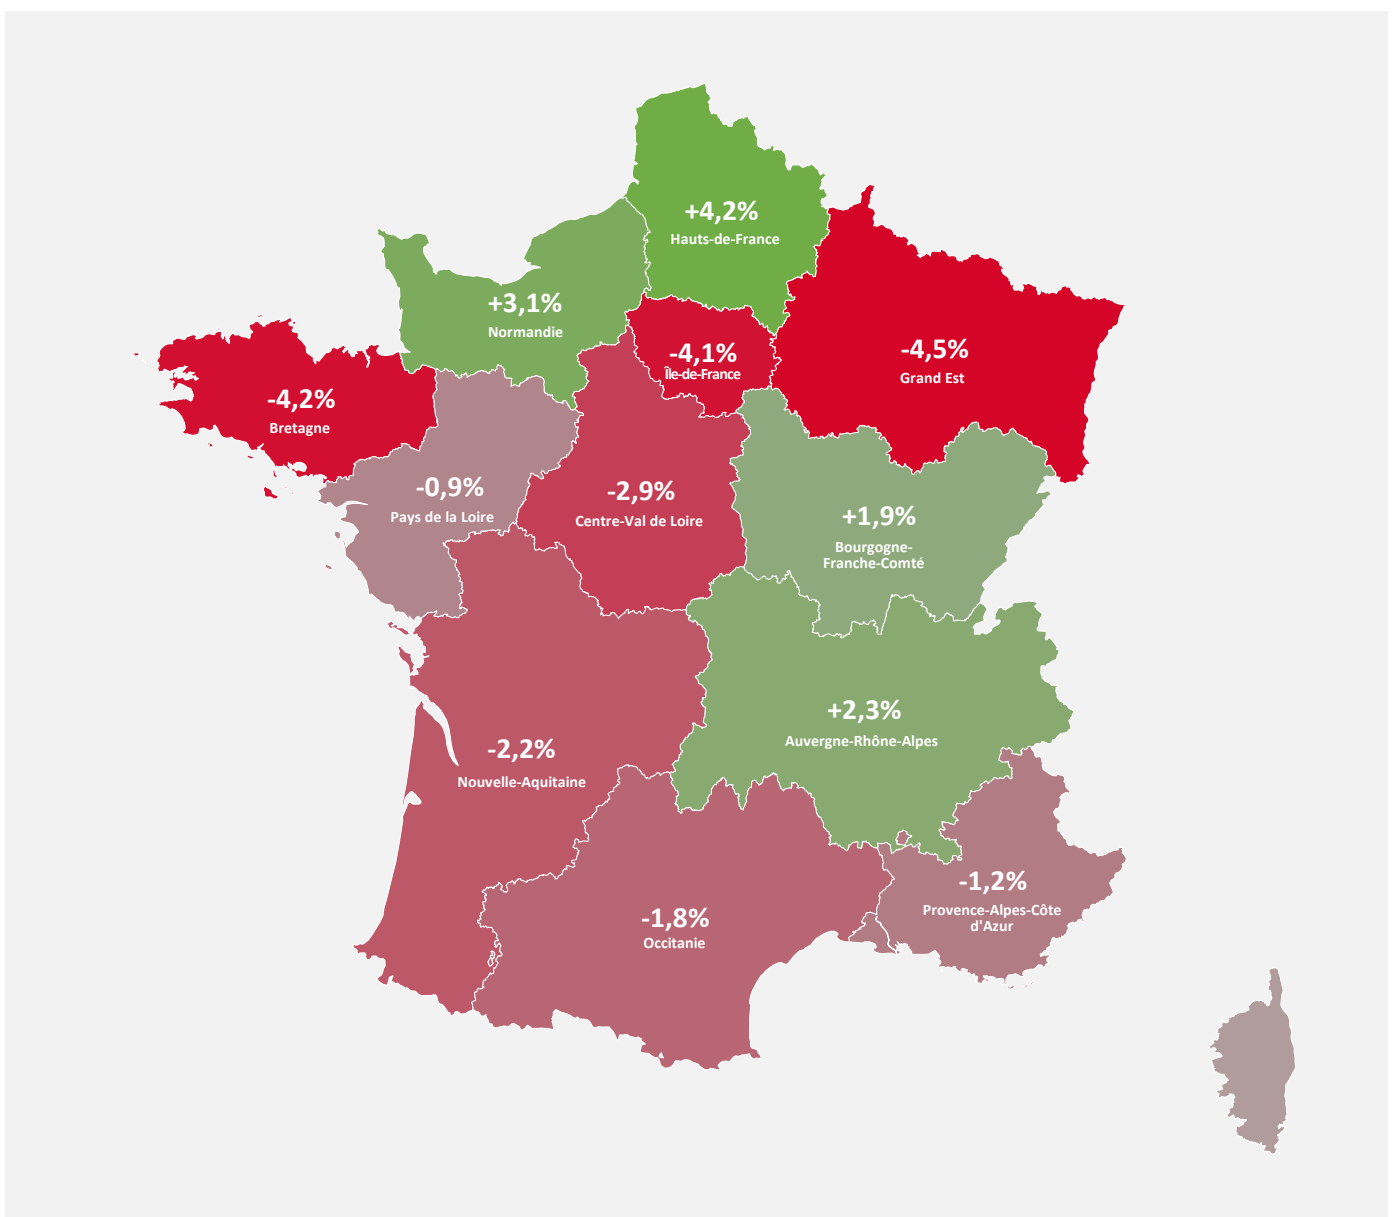 +4,2%
Hauts-de-France
+3,1%
Normandie
-4,1%
Île-de-France
-4,5%
Grand Est
-4,2%
Bretagne
-0,9%
Pays de la Loire
-2,9%
Centre-Val de Loire
+1,9%
Bourgogne-
Franche-Comté
+2,3%
Auvergne-Rhône-Alpes
-2,2%
Nouvelle-Aquitaine
-1,2%
Provence-Alpes-Côte
d'Azur
-1,8%
Occitanie